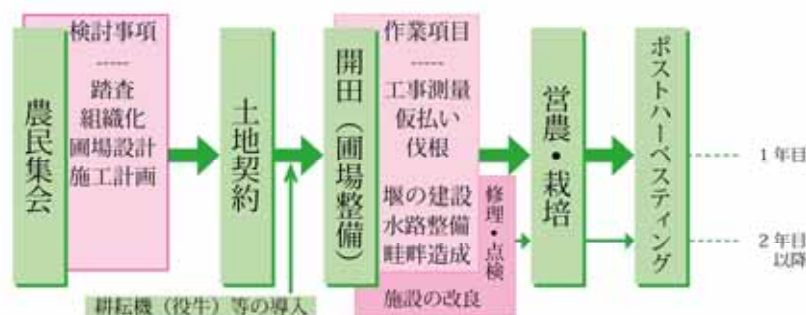 農民集会
検討事項
-----
踏査
組織化
圃場設計
施工計画
土地契約
耕耘機（役牛）等の導入
開田（圃場整備）
作業項目
-----
工事測量
仮払い
伐根
堰の建設
水路整備
畦畔造成
修理・点検
施設の改良
営農・栽培
ポストハーベスティング
1年目
2年目
以降